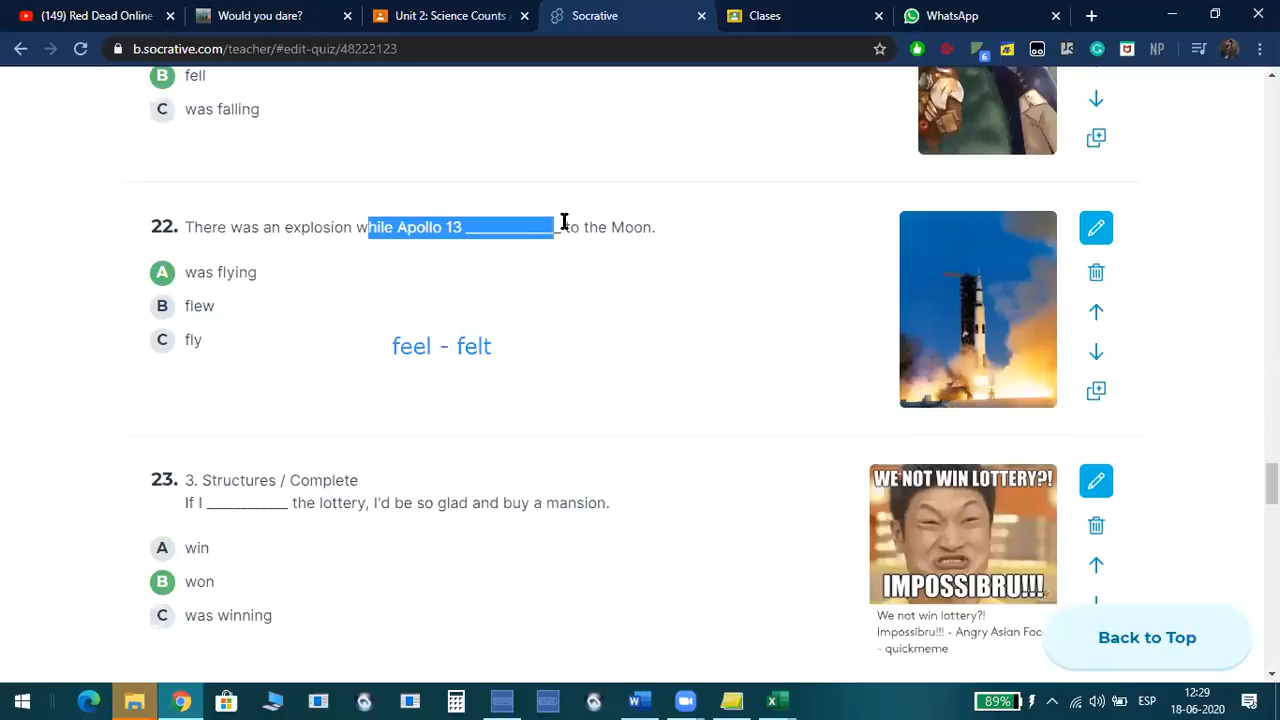 (149) Red Dead Online
Would you dare?
Unit 2: Science Counts
Socrative
Clases
WhatsApp
b.socrative.com/teacher/#edit-quiz/48222123
6
NP
B fell
C was falling
22. There was an explosion while Apollo 13 _____________ to the Moon.
A was flying
B flew
C fly
feel - felt
23. 3. Structures / Complete
If I ____________ the lottery, I'd be so glad and buy a mansion.
A win
B won
C was winning
WE NOT WIN LOTTERY?!
IMPOSSIBRU!!!
We not win lottery?!
Impossibru!!! - Angry Asian Fac
- quickmeme
Back to Top
89%
ESP
12:29
18-06-2020